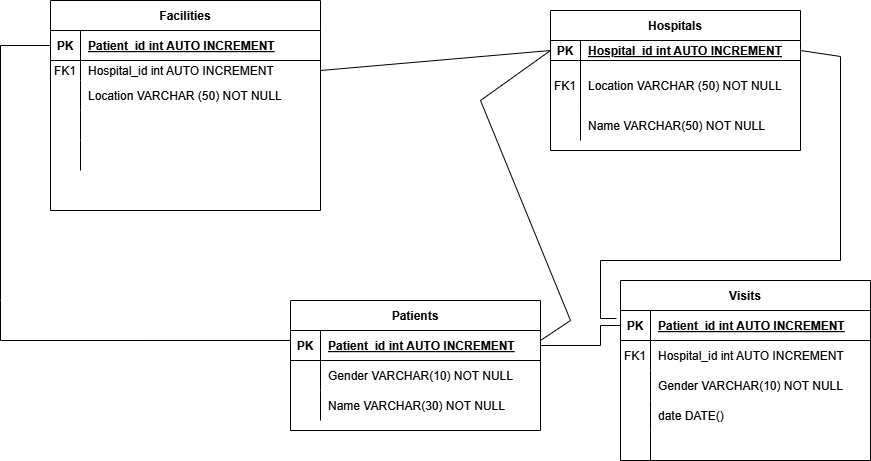 Facilities
PK Patient_id int AUTO INCREMENT
FK1 Hospital_id int AUTO INCREMENT
Location VARCHAR (50) NOT NULL
Hospitals
PK Hospital_id int AUTO INCREMENT
FK1 Location VARCHAR (50) NOT NULL
Name VARCHAR(50) NOT NULL
Patients
PK Patient_id int AUTO INCREMENT
Gender VARCHAR(10) NOT NULL
Name VARCHAR(30) NOT NULL
Visits
PK Patient_id int AUTO INCREMENT
FK1 Hospital_id int AUTO INCREMENT
Gender VARCHAR(10) NOT NULL
date DATE()